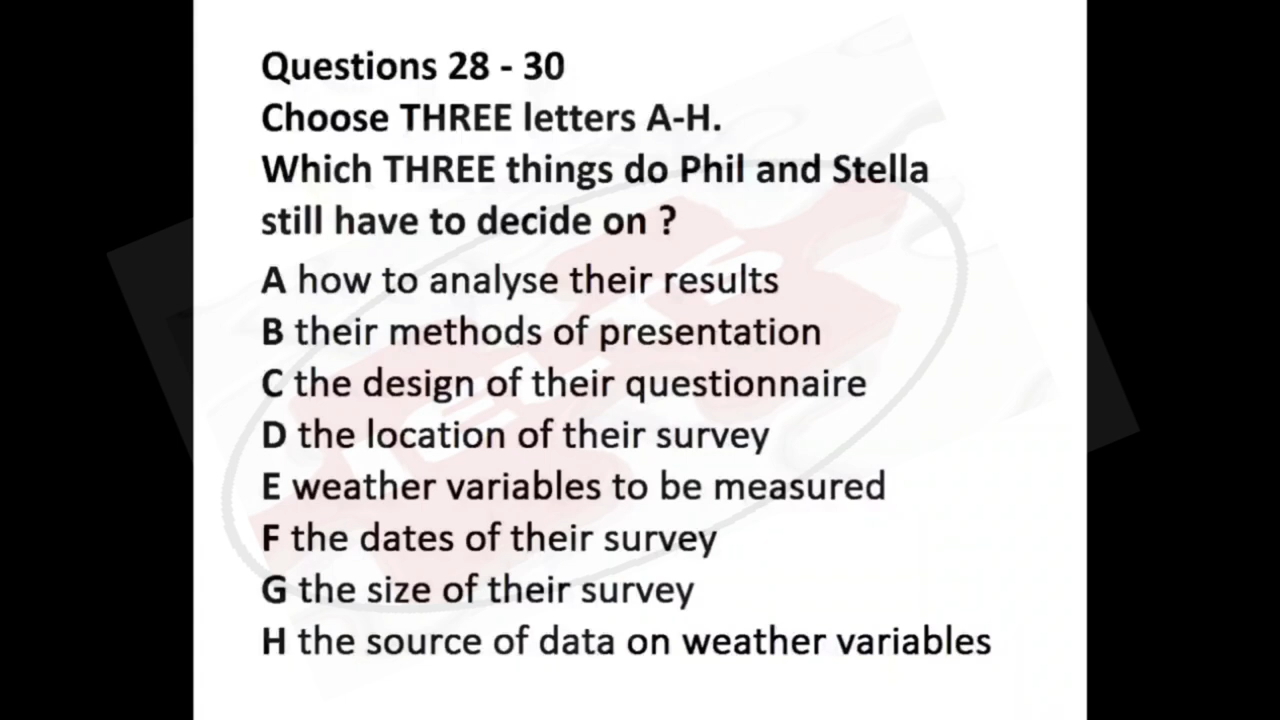 Questions 28 - 30
Choose THREE letters A-H.
Which THREE things do Phil and Stella
still have to decide on ?
A how to analyse their results
B their methods of presentation
C the design of their questionnaire
D the location of their survey
E weather variables to be measured
F the dates of their survey
G the size of their survey
H the source of data on weather variables